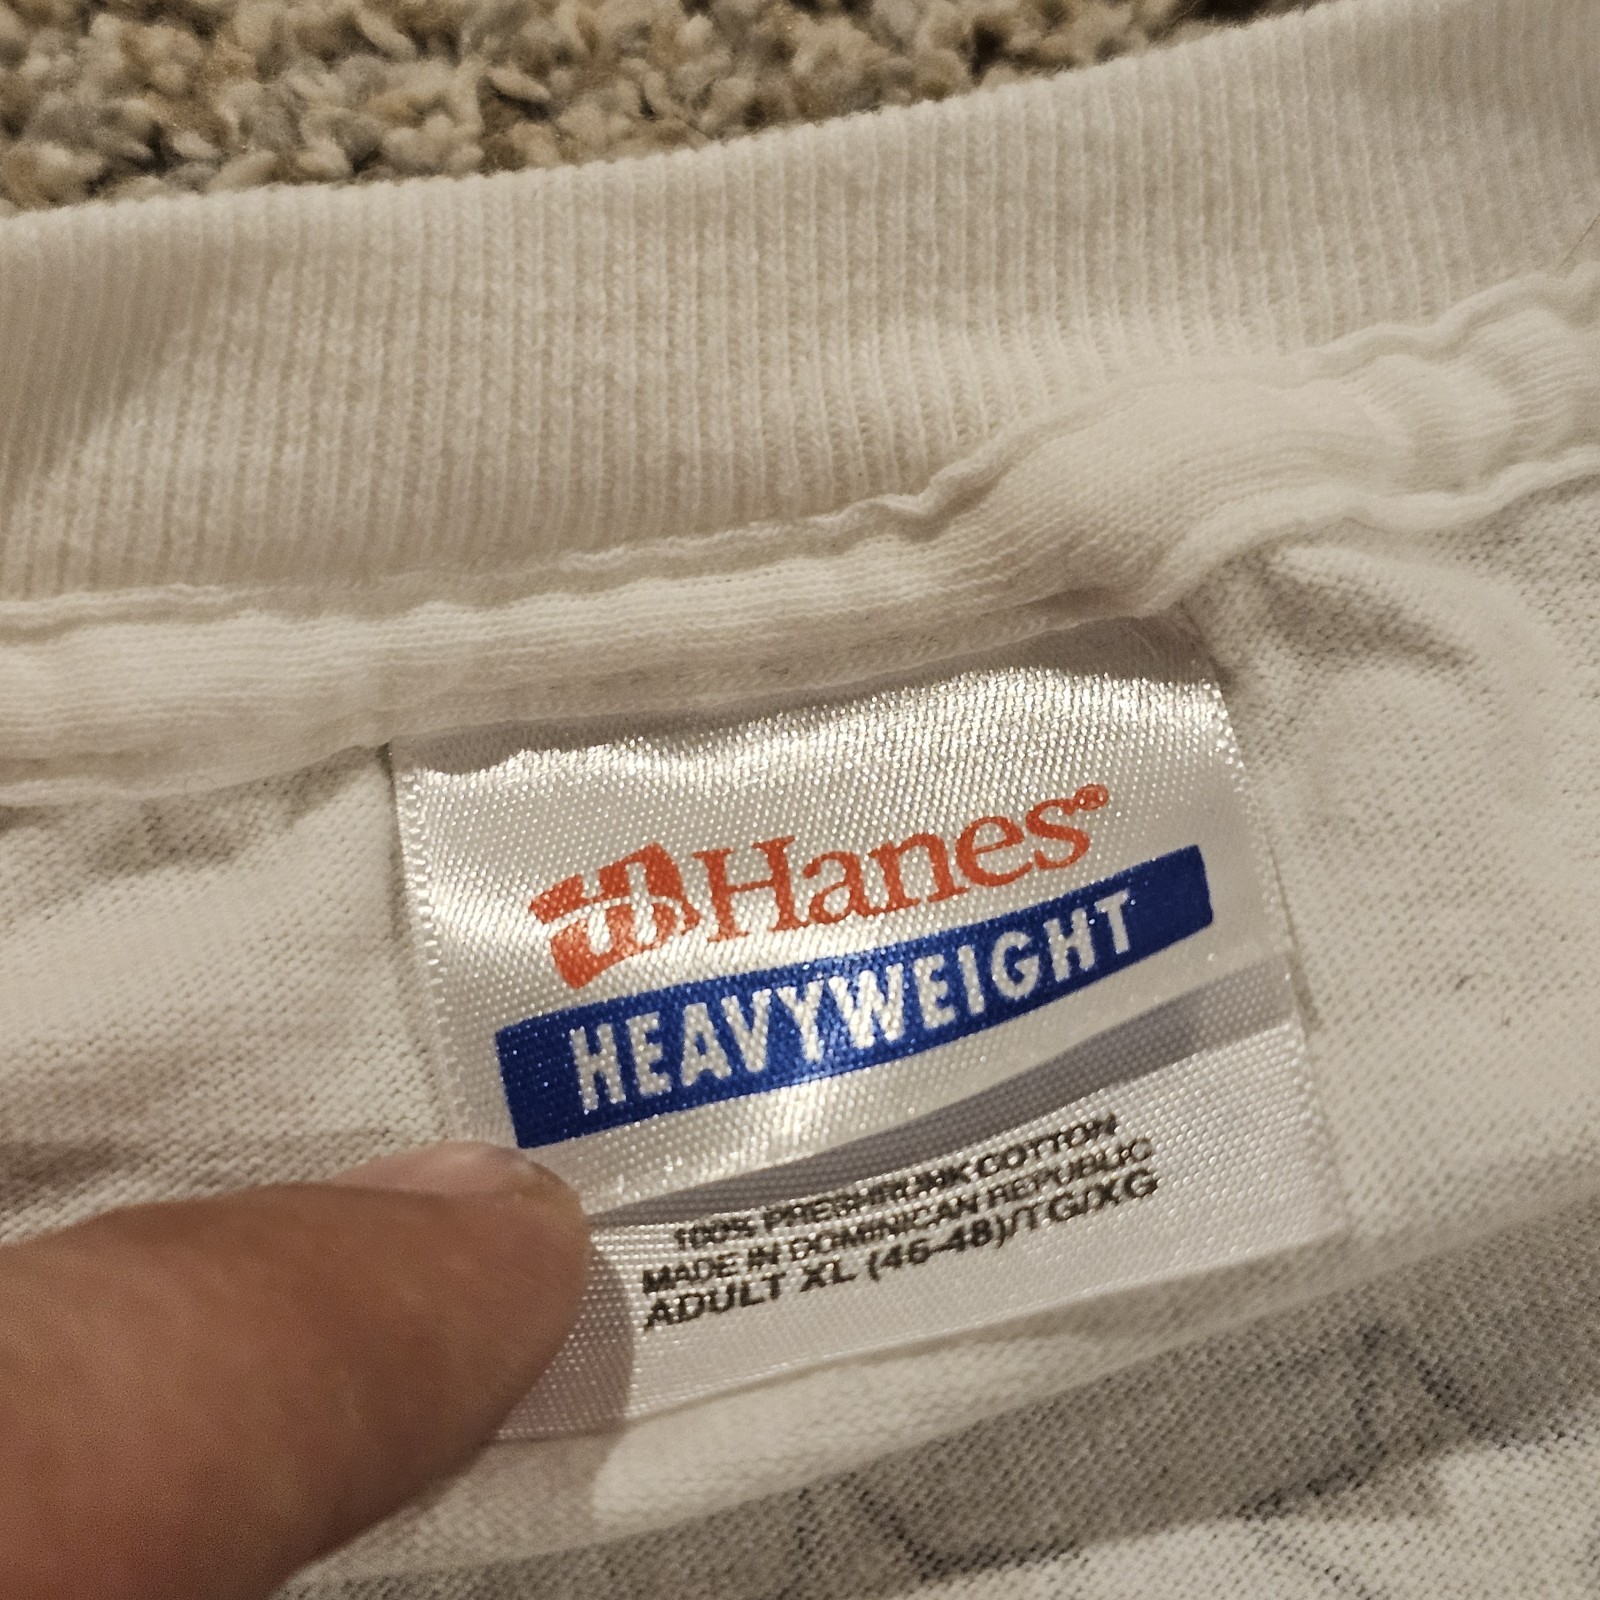 Hanes®
HEAVYWEIGHT
100% PRESHRUNK COTTON
MADE IN DOMINICAN REPUBLIC
ADULT XL (46-48)/TG/XG